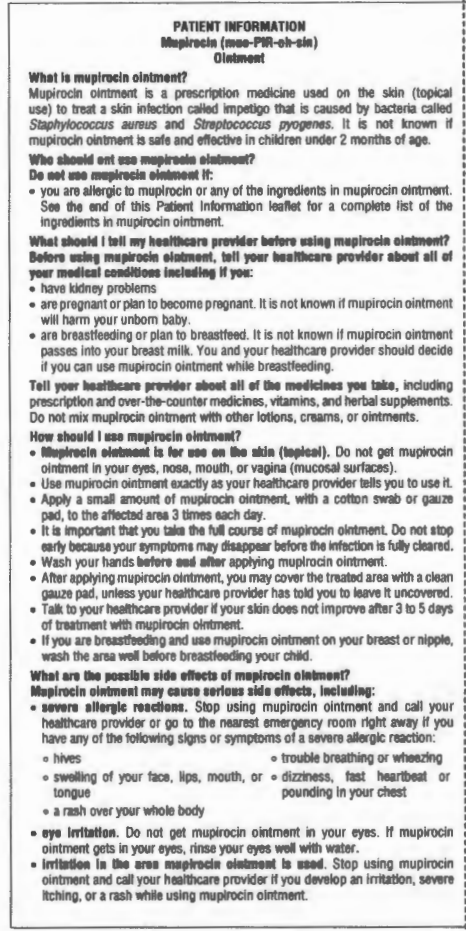 PATIENT INFORMATION
Mupirocin (mue-PIR-oh-sin)
Ointment
What is mupirocin ointment?
Mupirocin ointment is a prescription medicine used on the skin (topical
use) to treat a skin infection called impetigo that is caused by bacteria called
Staphylococcus aureus and Streptococcus pyogenes. It is not known if
mupirocin ointment is safe and effective in children under 2 months of age.
Who should ont use mupirocin ointment?
Do not use mupirocin ointment if:
• you are allergic to mupirocin or any of the ingredients in mupirocin ointment.
See the end of this Patient Information leaflet for a complete list of the
ingredients in mupirocin ointment.
What should I tell my healthcare provider before using mupirocin ointment?
Before using mupirocin ointment, tell your healthcare provider about all of
your medical conditions including if you:
• have kidney problems
• are pregnant or plan to become pregnant. It is not known if mupirocin ointment
will harm your unborn baby.
• are breastfeeding or plan to breastfeed. It is not known if mupirocin ointment
passes into your breast milk. You and your healthcare provider should decide
if you can use mupirocin ointment while breastfeeding.
Tell your healthcare provider about all of the medicines you take, including
prescription and over-the-counter medicines, vitamins, and herbal supplements.
Do not mix mupirocin ointment with other lotions, creams, or ointments.
How should I use mupirocin ointment?
• Mupirocin ointment is for use on the skin (topical). Do not get mupirocin
ointment in your eyes, nose, mouth, or vagina (mucosal surfaces).
• Use mupirocin ointment exactly as your healthcare provider tells you to use it.
• Apply a small amount of mupirocin ointment, with a cotton swab or gauze
pad, to the affected area 3 times each day.
• It is important that you take the full course of mupirocin ointment. Do not stop
early because your symptoms may disappear before the infection is fully cleared.
• Wash your hands before and after applying mupirocin ointment.
• After applying mupirocin ointment, you may cover the treated area with a clean
gauze pad, unless your healthcare provider has told you to leave it uncovered.
• Talk to your healthcare provider if your skin does not improve after 3 to 5 days
of treatment with mupirocin ointment.
• If you are breastfeeding and use mupirocin ointment on your breast or nipple,
wash the area well before breastfeeding your child.
What are the possible side effects of mupirocin ointment?
Mupirocin ointment may cause serious side effects, including:
• severe allergic reactions. Stop using mupirocin ointment and call your
healthcare provider or go to the nearest emergency room right away if you
have any of the following signs or symptoms of a severe allergic reaction:
◦ hives
◦ swelling of your face, lips, mouth, or
tongue
◦ a rash over your whole body
◦ trouble breathing or wheezing
◦ dizziness, fast heartbeat or
pounding in your chest
• eye irritation. Do not get mupirocin ointment in your eyes. If mupirocin
ointment gets in your eyes, rinse your eyes well with water.
• irritation in the area mupirocin ointment is used. Stop using mupirocin
ointment and call your healthcare provider if you develop an irritation, severe
itching, or a rash while using mupirocin ointment.